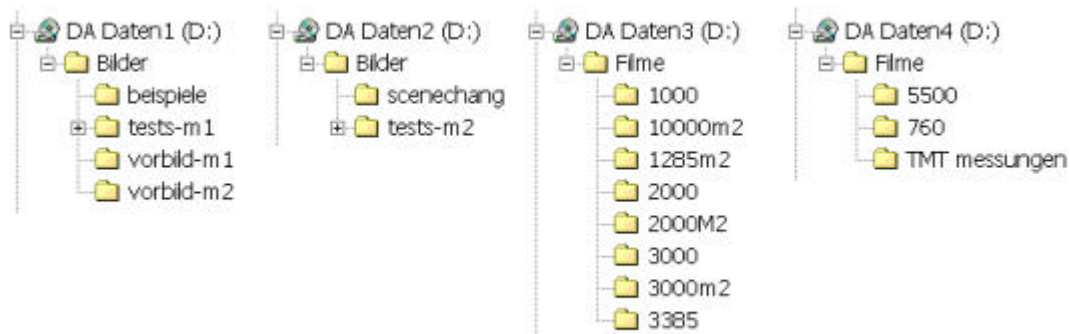 DA Daten1 (D:)
Bilder
beispiele
tests-m1
vorbild-m1
vorbild-m2
DA Daten2 (D:)
Bilder
scenechang
tests-m2
DA Daten3 (D:)
Filme
1000
10000m2
1285m2
2000
2000M2
3000
3000m2
3385
DA Daten4 (D:)
Filme
5500
760
TMT messungen